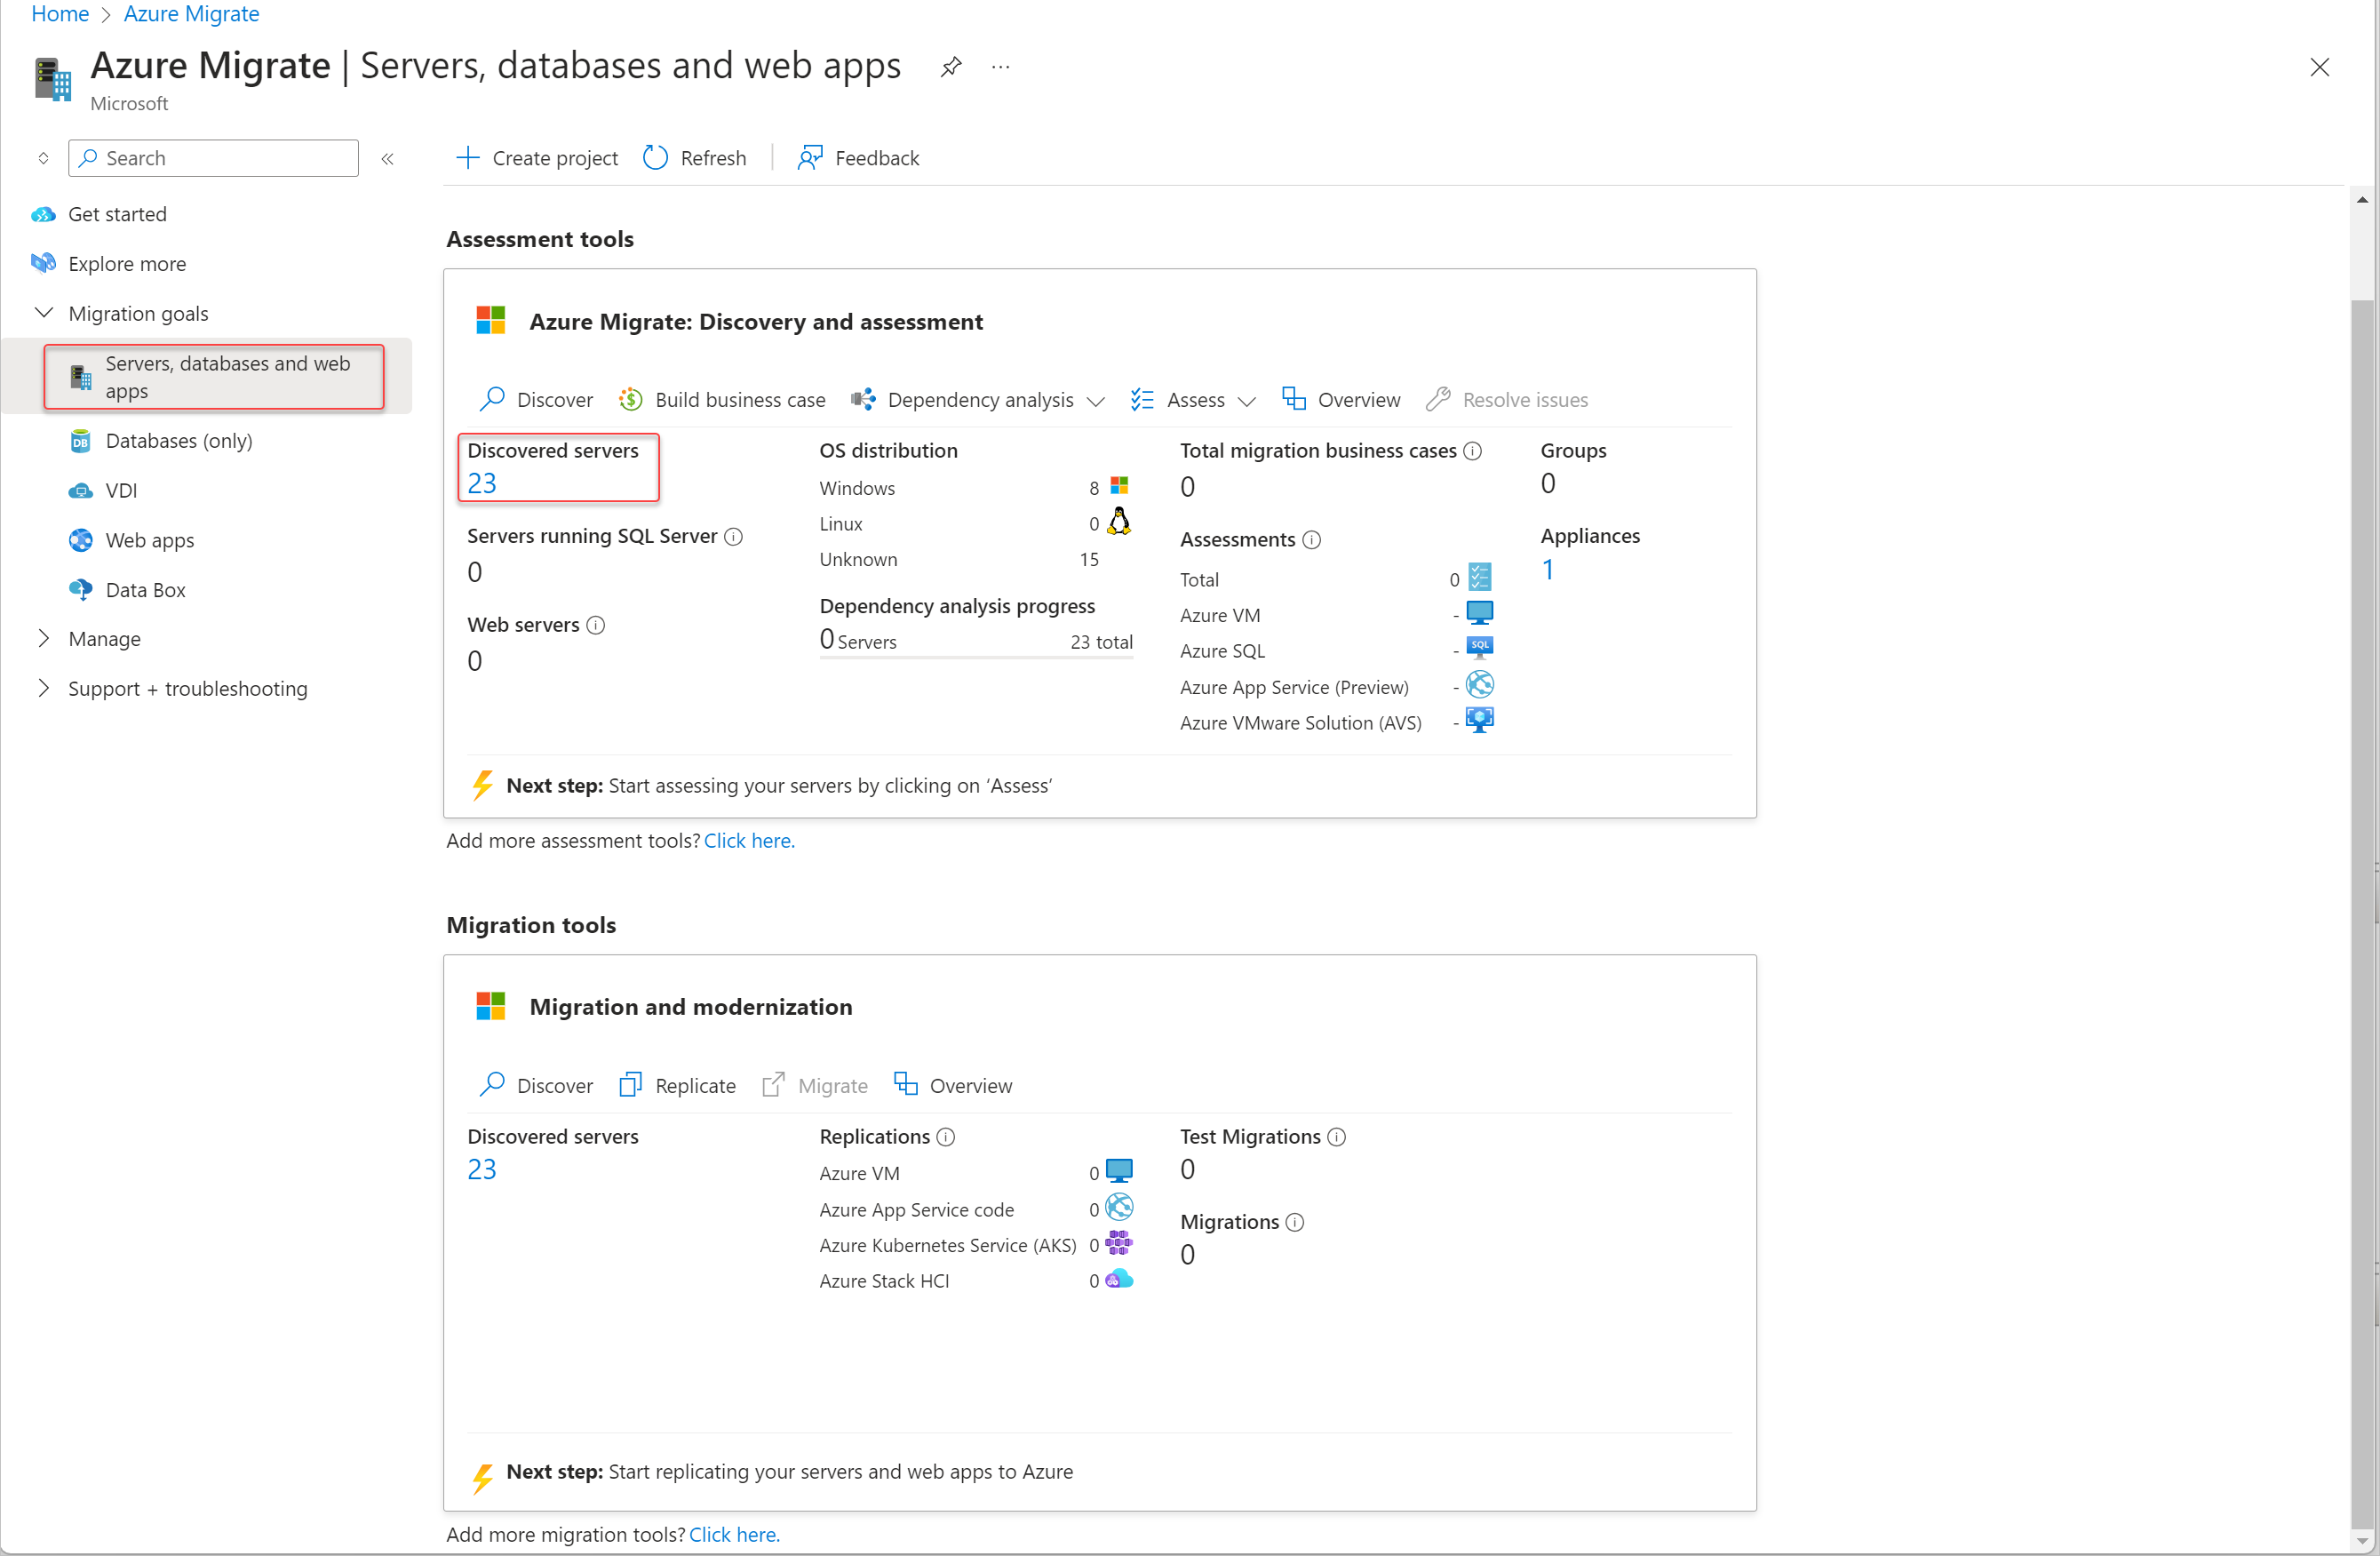 Home > Azure Migrate
Azure Migrate | Servers, databases and web apps
Microsoft
Search
Create project
Refresh
Feedback
Get started
Explore more
Migration goals
Servers, databases and web
apps
Databases (only)
VDI
Web apps
Data Box
Manage
Support + troubleshooting
Assessment tools
Azure Migrate: Discovery and assessment
Discover
Build business case
Dependency analysis
Assess
Overview
Resolve issues
Discovered servers
23
Servers running SQL Server
0
Web servers
0
OS distribution
Windows 8
Linux 0
Unknown 15
Dependency analysis progress
0 Servers 23 total
Total migration business cases
0
Assessments
Total 0
Azure VM -
Azure SQL - SQL
Azure App Service (Preview) -
Azure VMware Solution (AVS) -
Groups
0
Appliances
1
Next step: Start assessing your servers by clicking on ‘Assess’
Add more assessment tools? Click here.
Migration tools
Migration and modernization
Discover
Replicate
Migrate
Overview
Discovered servers
23
Replications
Azure VM 0
Azure App Service code 0
Azure Kubernetes Service (AKS) 0
Azure Stack HCI 0
Test Migrations
0
Migrations
0
Next step: Start replicating your servers and web apps to Azure
Add more migration tools? Click here.